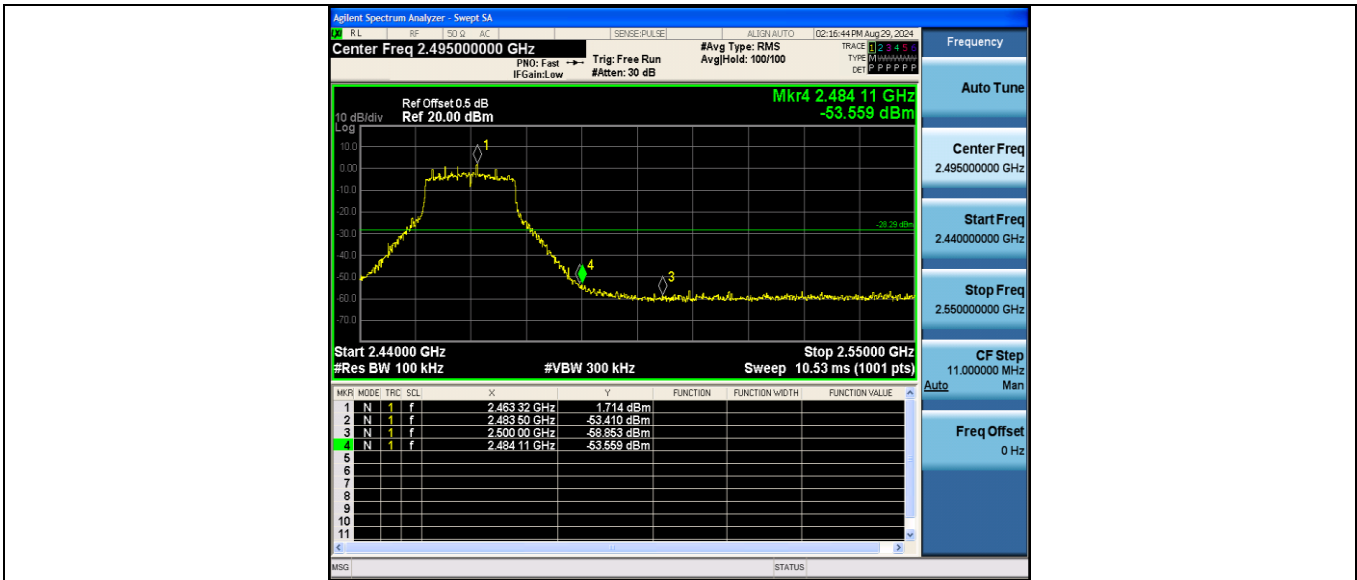 Agilent Spectrum Analyzer - Swept SA
RL RF 50 Ω AC SENSE:PULSE ALIGN AUTO 02:16:44 PM Aug 29, 2024
Center Freq 2.495000000 GHz
PNO: Fast
IFGain:Low
Trig: Free Run
#Atten: 30 dB
#Avg Type: RMS
Avg|Hold: 100/100
TRACE 1 2 3 4 5 6
TYPE M
DET P P P P P P
Mkr4 2.484 11 GHz
-53.559 dBm
Ref Offset 0.5 dB
10 dB/div Ref 20.00 dBm
Log
10.0
0.00
-10.0
-20.0
-30.0
-40.0
-50.0
-60.0
-70.0
1
-28.29 dBm
4
3
Start 2.44000 GHz Stop 2.55000 GHz
#Res BW 100 kHz #VBW 300 kHz Sweep 10.53 ms (1001 pts)
MKR MODE TRC SCL X Y FUNCTION FUNCTION WIDTH FUNCTION VALUE
1 N 1 f 2.463 32 GHz 1.714 dBm
2 N 1 f 2.483 50 GHz -53.410 dBm
3 N 1 f 2.500 00 GHz -58.853 dBm
4 N 1 f 2.484 11 GHz -53.559 dBm
5
6
7
8
9
10
11
MSG STATUS
Frequency
Auto Tune
Center Freq
2.495000000 GHz
Start Freq
2.440000000 GHz
Stop Freq
2.550000000 GHz
CF Step
11.000000 MHz
Auto Man
Freq Offset
0 Hz